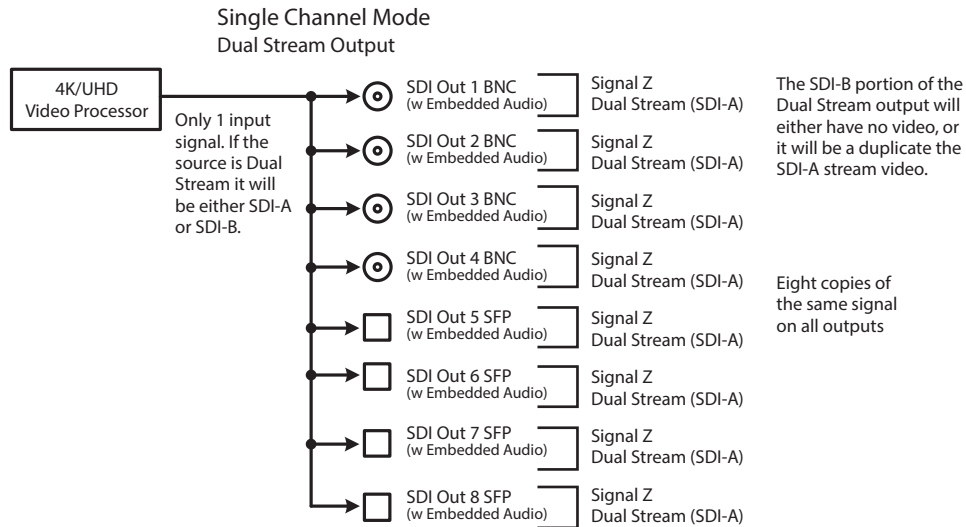 Single Channel Mode
Dual Stream Output
4K/UHD
Video Processor
Only 1 input
signal. If the
source is Dual
Stream it will
be either SDI-A
or SDI-B.
SDI Out 1 BNC
(w Embedded Audio)
Signal Z
Dual Stream (SDI-A)
SDI Out 2 BNC
(w Embedded Audio)
Signal Z
Dual Stream (SDI-A)
SDI Out 3 BNC
(w Embedded Audio)
Signal Z
Dual Stream (SDI-A)
SDI Out 4 BNC
(w Embedded Audio)
Signal Z
Dual Stream (SDI-A)
SDI Out 5 SFP
(w Embedded Audio)
Signal Z
Dual Stream (SDI-A)
SDI Out 6 SFP
(w Embedded Audio)
Signal Z
Dual Stream (SDI-A)
SDI Out 7 SFP
(w Embedded Audio)
Signal Z
Dual Stream (SDI-A)
SDI Out 8 SFP
(w Embedded Audio)
Signal Z
Dual Stream (SDI-A)
The SDI-B portion of the
Dual Stream output will
either have no video, or
it will be a duplicate the
SDI-A stream video.
Eight copies of
the same signal
on all outputs